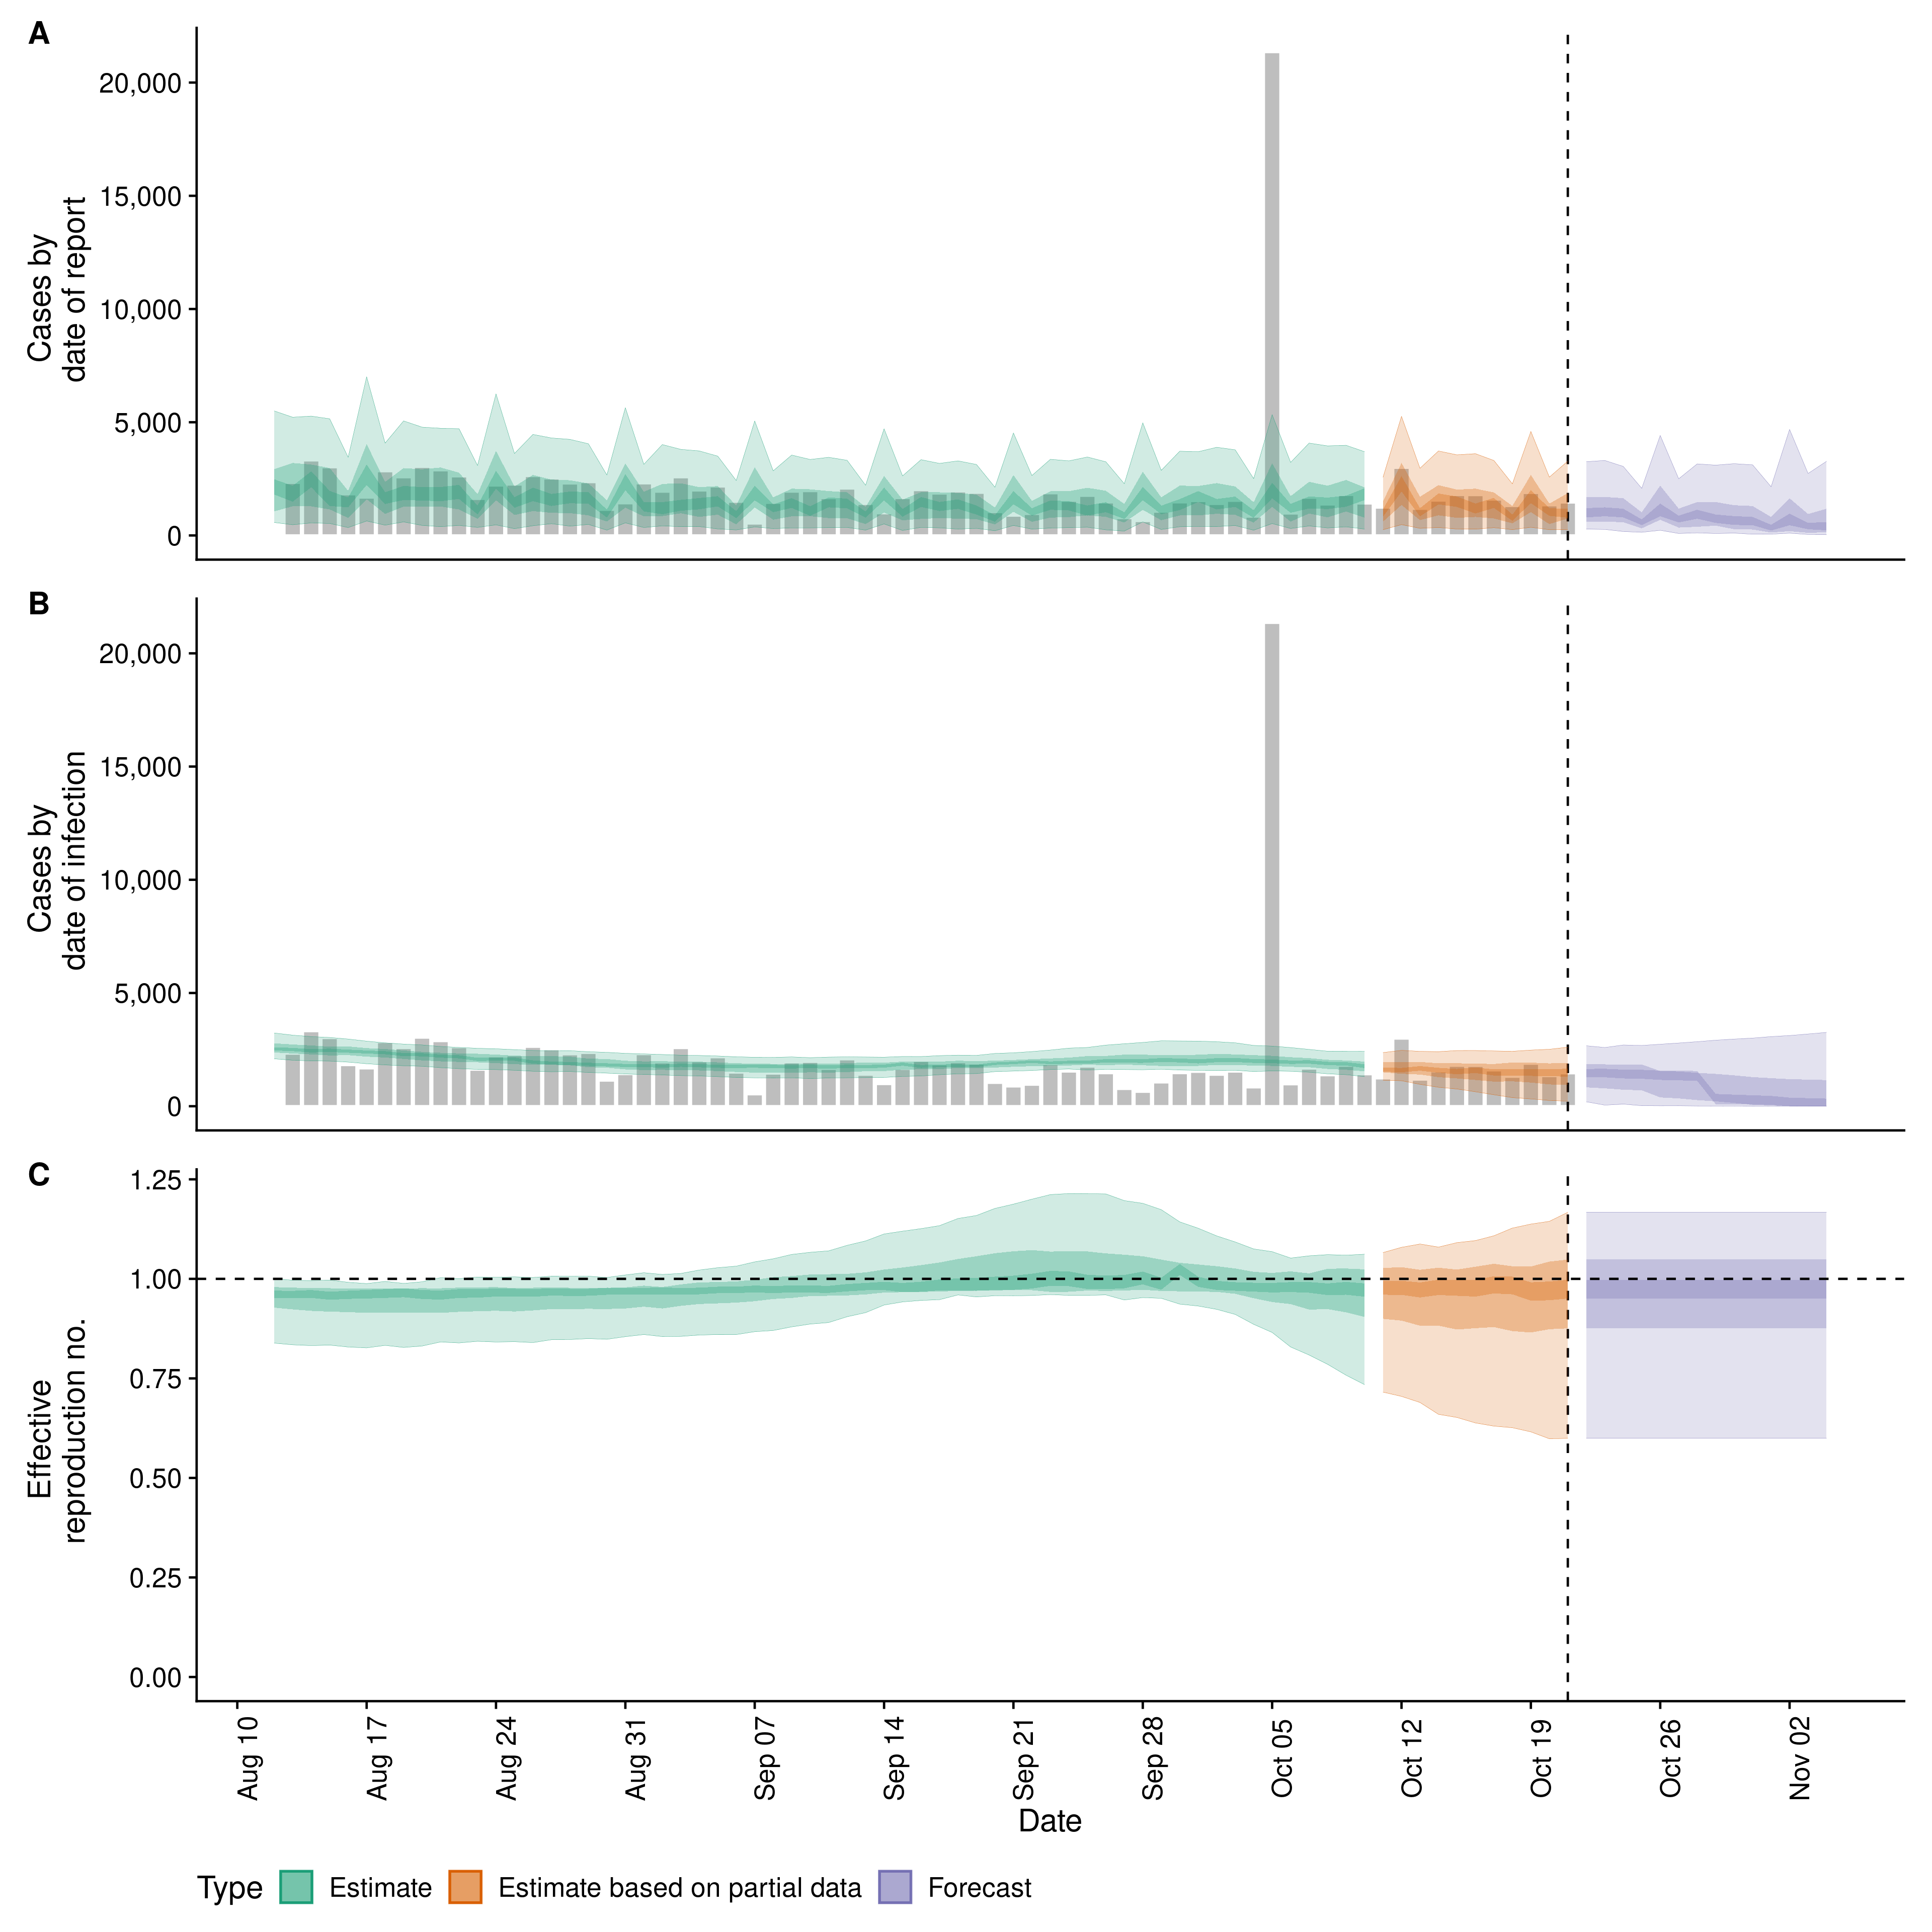 A
20,000
15,000
10,000
5,000
0
Cases by
date of report
B
20,000
15,000
10,000
5,000
0
Cases by
date of infection
C
1.25
1.00
0.75
0.50
0.25
0.00
Effective
reproduction no.
Aug 10
Aug 17
Aug 24
Aug 31
Sep 07
Sep 14
Sep 21
Sep 28
Oct 05
Oct 12
Oct 19
Oct 26
Nov 02
Date
Type Estimate Estimate based on partial data Forecast